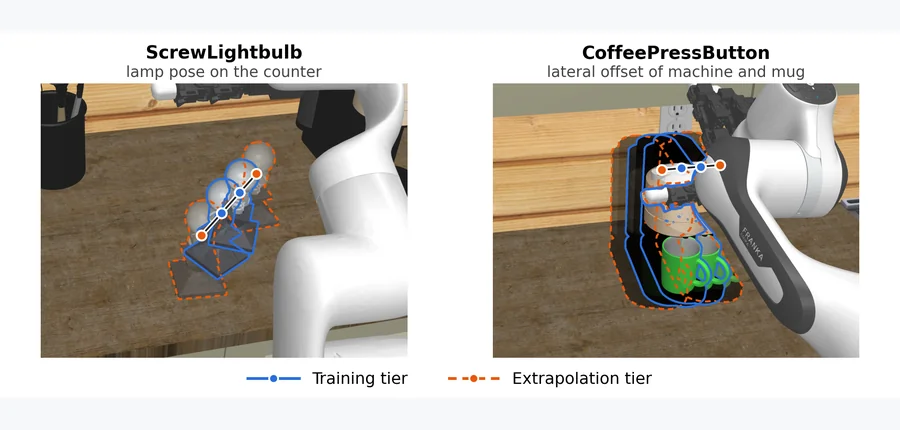 ScrewLightbulb
lamp pose on the counter
CoffeePressButton
lateral offset of machine and mug
FRANKA
Training tier
Extrapolation tier